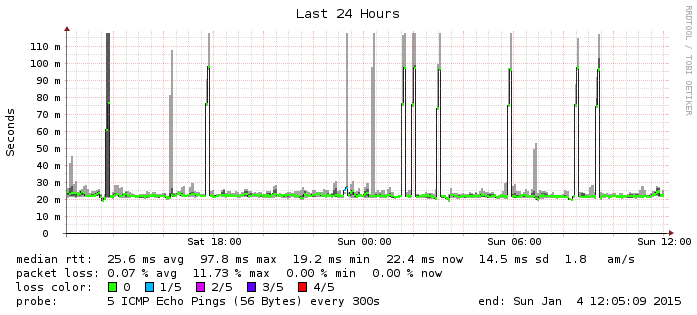 Last 24 Hours
RRDTOOL / TOBI OETIKER
Seconds
110 m
100 m
90 m
80 m
70 m
60 m
50 m
40 m
30 m
20 m
10 m
0
Sat 18:00 Sun 00:00 Sun 06:00 Sun 12:00
median rtt: 25.6 ms avg 97.8 ms max 19.2 ms min 22.4 ms now 14.5 ms sd 1.8 am/s
packet loss: 0.07 % avg 11.73 % max 0.00 % min 0.00 % now
loss color: 0 1/5 2/5 3/5 4/5
probe: 5 ICMP Echo Pings (56 Bytes) every 300s end: Sun Jan 4 12:05:09 2015